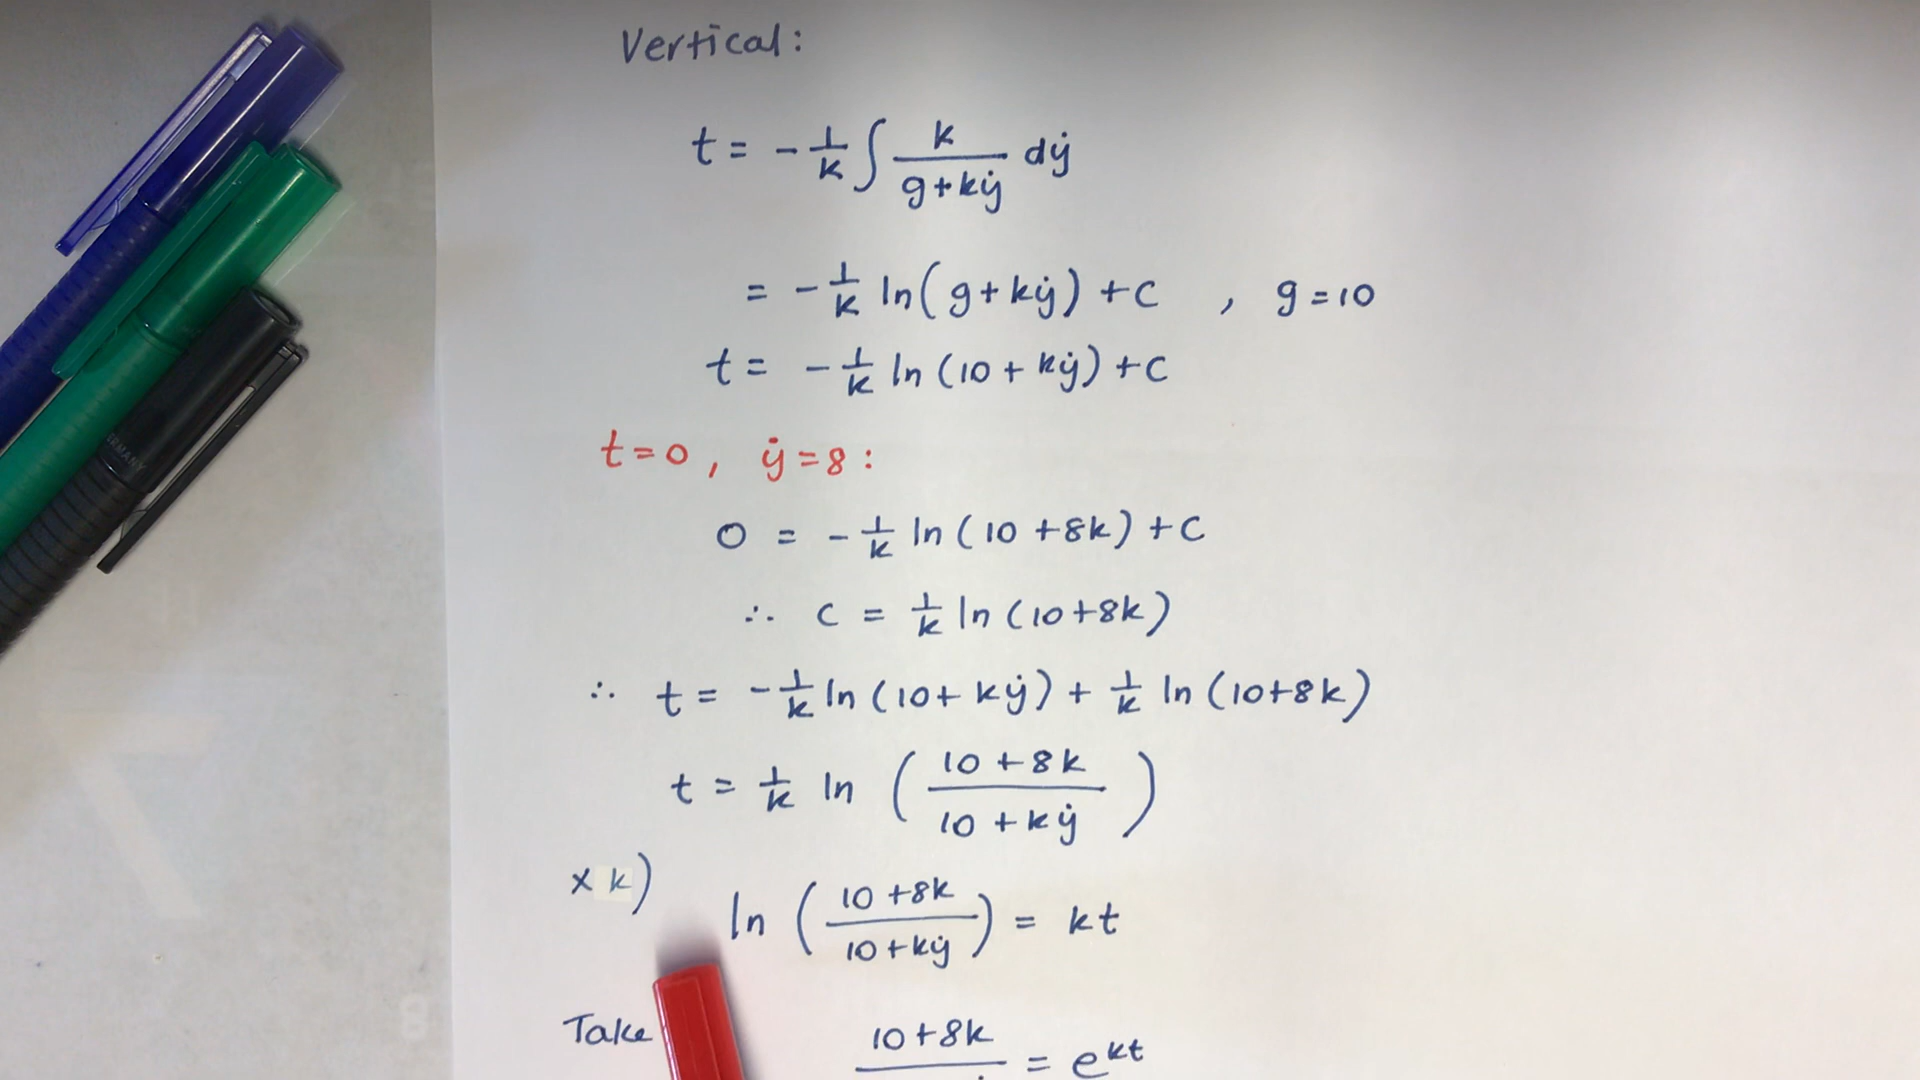 Vertical:
t = -1/k ∫ k/(g+kẏ) dẏ
= -1/k ln(g+kẏ) +C , g=10
t = -1/k ln(10+kẏ) +C
t=0, ẏ=8:
0 = -1/k ln(10+8k) +C
∴ C = 1/k ln(10+8k)
∴ t = -1/k ln(10+kẏ) + 1/k ln(10+8k)
t = 1/k ln((10+8k)/(10+kẏ))
× k)
ln((10+8k)/(10+kẏ)) = kt
Take
10+8k
= e^kt
GERMANY